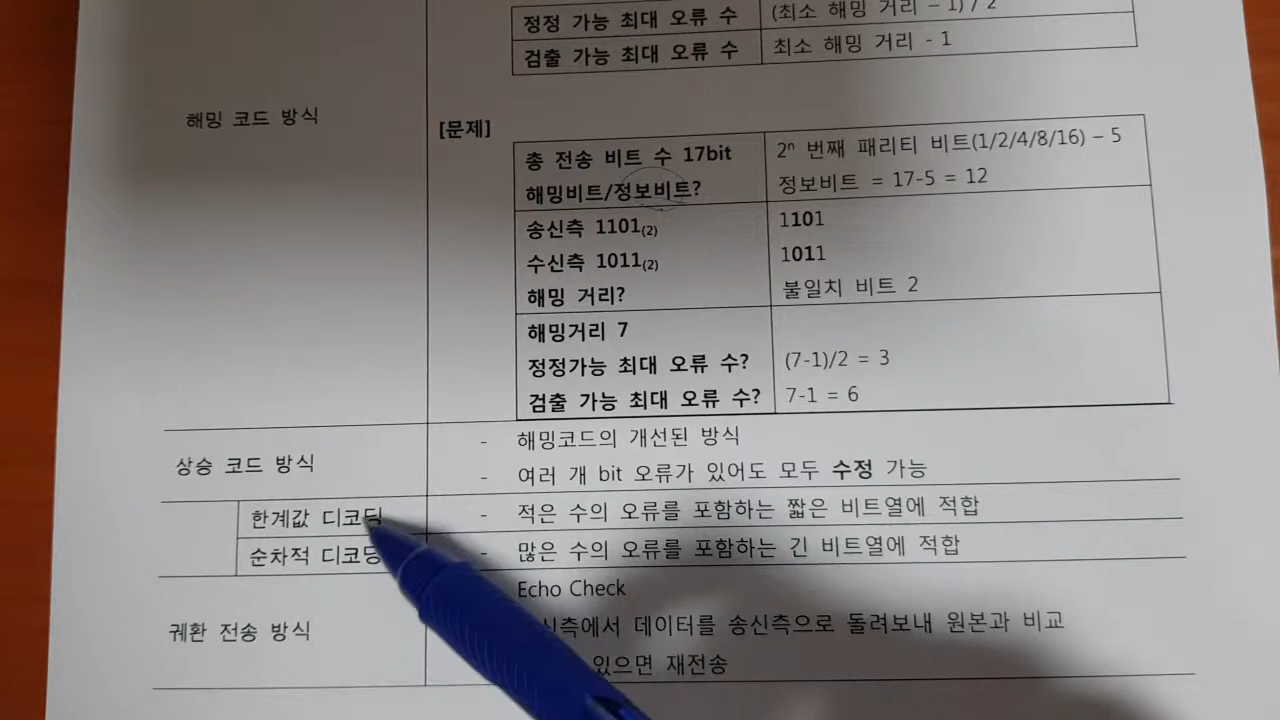 정정 가능 최대 오류 수 (최소 해밍 거리 – 1) / 2
검출 가능 최대 오류 수 최소 해밍 거리 - 1
해밍 코드 방식
[문제]
총 전송 비트 수 17bit 2ⁿ 번째 패리티 비트(1/2/4/8/16) – 5
해밍비트/정보비트? 정보비트 = 17-5 = 12
송신측 1101(2) 1101
수신측 1011(2) 1011
해밍 거리? 불일치 비트 2
해밍거리 7
정정가능 최대 오류 수? (7-1)/2 = 3
검출 가능 최대 오류 수? 7-1 = 6
상승 코드 방식
- 해밍코드의 개선된 방식
- 여러 개 bit 오류가 있어도 모두 수정 가능
한계값 디코딩 - 적은 수의 오류를 포함하는 짧은 비트열에 적합
순차적 디코딩 - 많은 수의 오류를 포함하는 긴 비트열에 적합
궤환 전송 방식
Echo Check
데이터를 송신측으로 돌려보내 원본과 비교
있으면 재전송